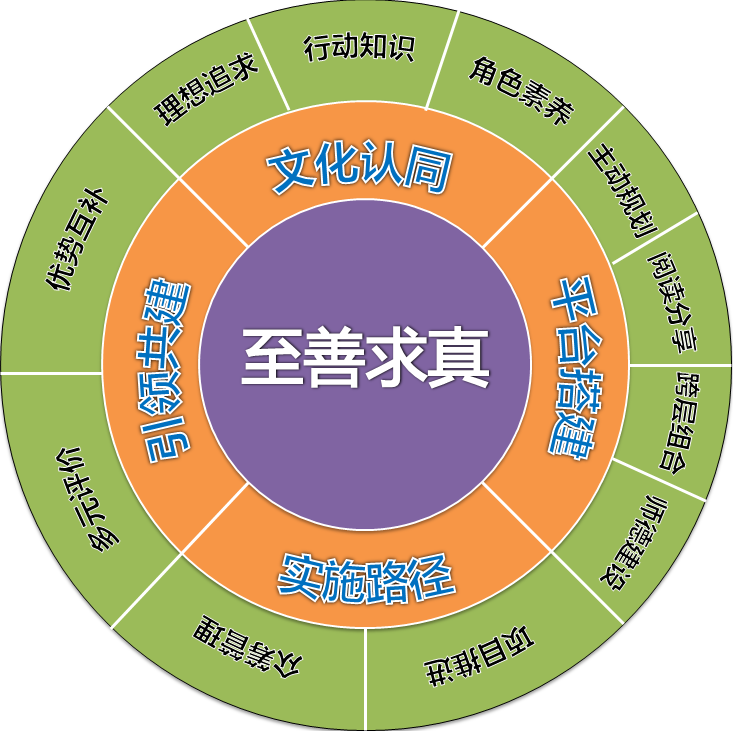 至善求真
文化认同
平台搭建
实施路径
引领共建
理想追求
行动知识
角色素养
主动规划
阅读分享
跨层组合
师德建设
项目推进
众筹管理
多元评价
优势互补